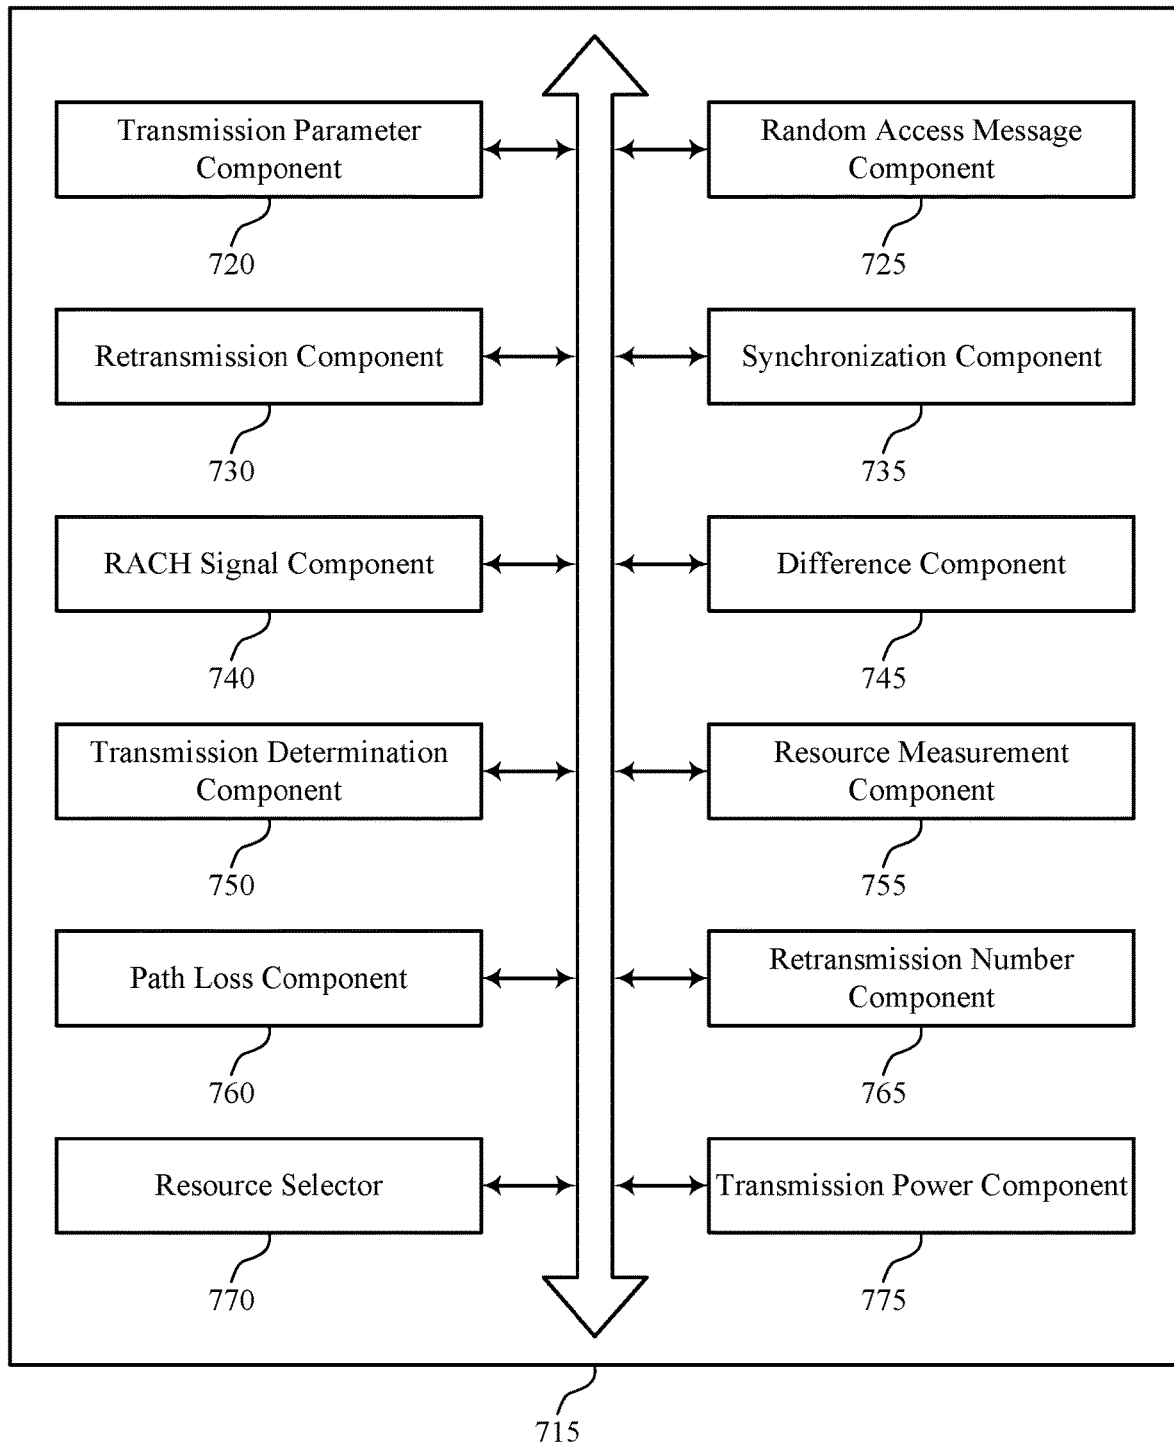 Transmission Parameter
Component
720
Random Access Message
Component
725
Retransmission Component
730
Synchronization Component
735
RACH Signal Component
740
Difference Component
745
Transmission Determination
Component
750
Resource Measurement
Component
755
Path Loss Component
760
Retransmission Number
Component
765
Resource Selector
770
Transmission Power Component
775
715